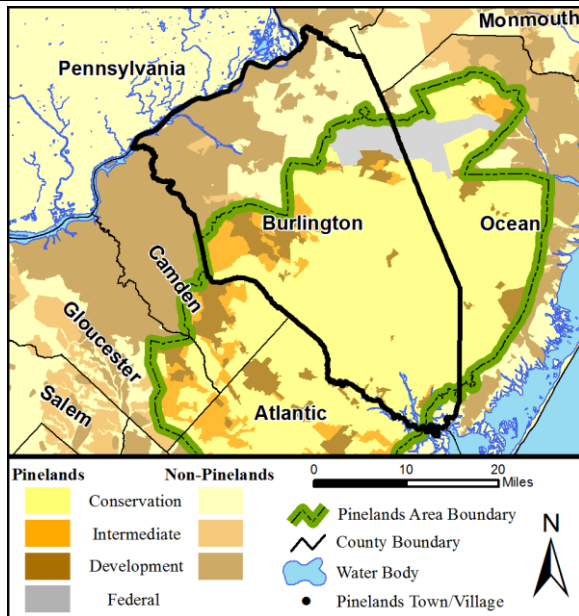 Monmouth
Pennsylvania
Burlington
Ocean
Camden
Gloucester
Salem
Atlantic
Pinelands Non-Pinelands
Conservation
Intermediate
Development
Federal
0 10 20
Miles
Pinelands Area Boundary
County Boundary
Water Body
Pinelands Town/Village
N